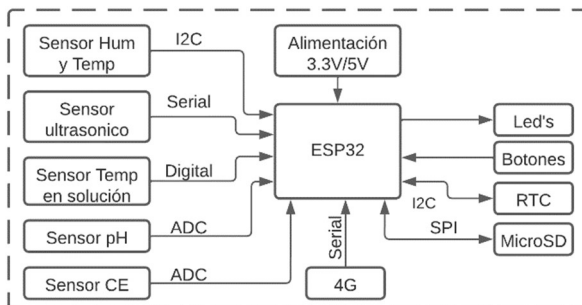 Sensor Hum
y Temp
I2C
Alimentación
3.3V/5V
Sensor
ultrasonico
Serial
Sensor Temp
en solución
Digital
Sensor pH
ADC
Sensor CE
ADC
ESP32
Led's
Botones
I2C
RTC
SPI
MicroSD
Serial
4G